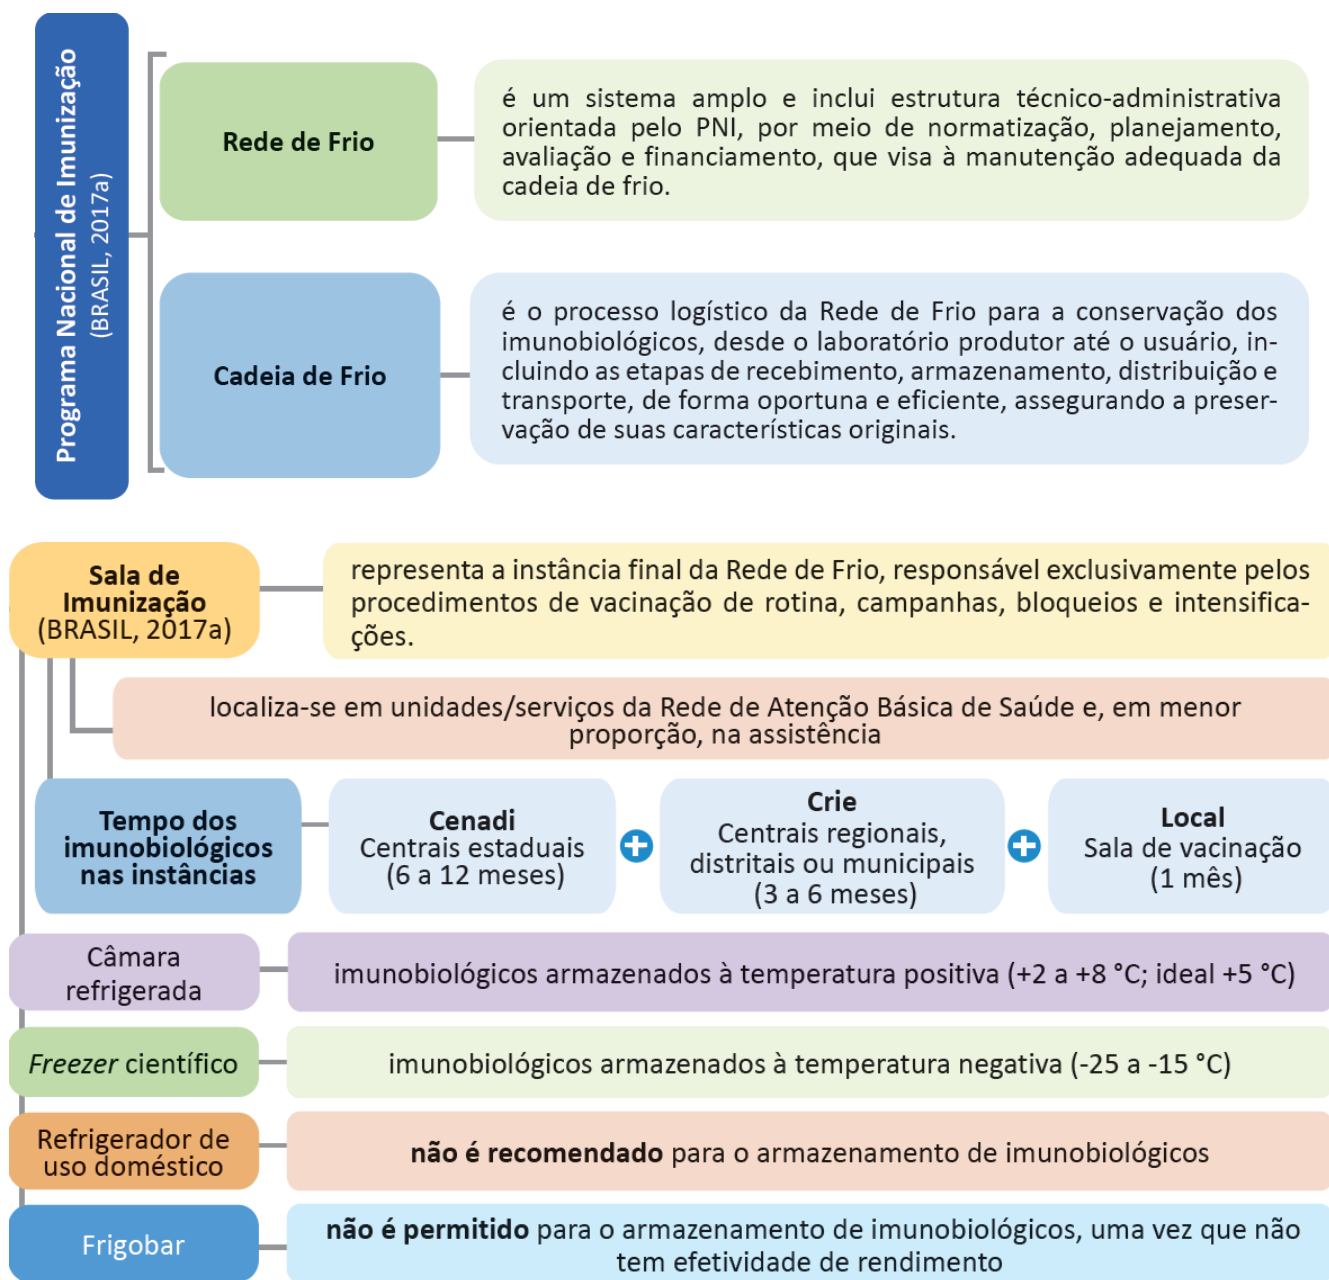 Programa Nacional de Imunização
(BRASIL, 2017a)
Rede de Frio
é um sistema amplo e inclui estrutura técnico-administrativa
orientada pelo PNI, por meio de normatização, planejamento,
avaliação e financiamento, que visa à manutenção adequada da
cadeia de frio.
Cadeia de Frio
é o processo logístico da Rede de Frio para a conservação dos
imunobiológicos, desde o laboratório produtor até o usuário, in-
cluindo as etapas de recebimento, armazenamento, distribuição e
transporte, de forma oportuna e eficiente, assegurando a preser-
vação de suas características originais.
Sala de
Imunização
(BRASIL, 2017a)
representa a instância final da Rede de Frio, responsável exclusivamente pelos
procedimentos de vacinação de rotina, campanhas, bloqueios e intensifica-
ções.
localiza-se em unidades/serviços da Rede de Atenção Básica de Saúde e, em menor
proporção, na assistência
Tempo dos
imunobiológicos
nas instâncias
Cenadi
Centrais estaduais
(6 a 12 meses)
Crie
Centrais regionais,
distritais ou municipais
(3 a 6 meses)
Local
Sala de vacinação
(1 mês)
Câmara
refrigerada
imunobiológicos armazenados à temperatura positiva (+2 a +8 °C; ideal +5 °C)
Freezer científico
imunobiológicos armazenados à temperatura negativa (-25 a -15 °C)
Refrigerador de
uso doméstico
não é recomendado para o armazenamento de imunobiológicos
Frigobar
não é permitido para o armazenamento de imunobiológicos, uma vez que não
tem efetividade de rendimento